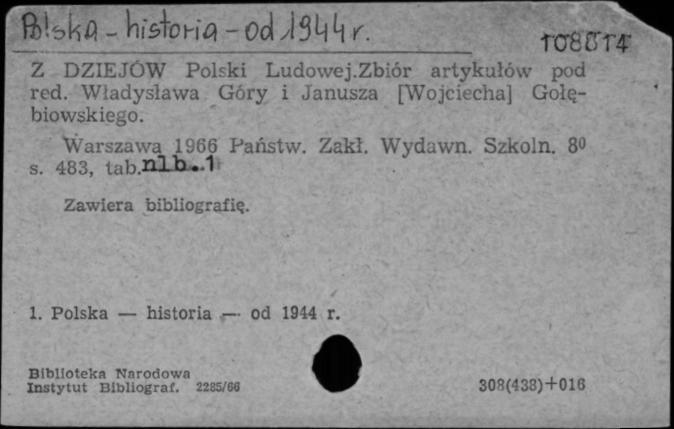 Polska - historia - od 1944 r.
108814
Z DZIEJÓW Polski Ludowej.Zbiór artykułów pod
red. Władysława Góry i Janusza [Wojciecha] Gołę-
biowskiego.
Warszawa 1966 Państw. Zakł. Wydawn. Szkoln. 8⁰
s. 483, tab.nlb.1
Zawiera bibliografię.
1. Polska — historia — od 1944 r.
Biblioteka Narodowa
Instytut Bibliograf. 2285/66
308(438)+016